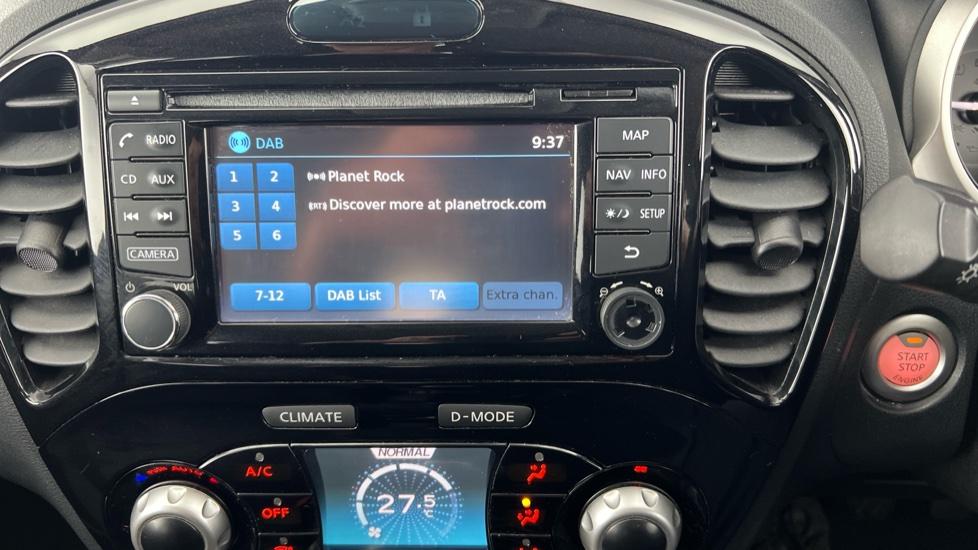 DAB
9:37
1 2
Planet Rock
3 4
Discover more at planetrock.com
5 6
7-12 DAB List TA Extra chan.
RADIO
CD AUX
CAMERA
VOL
MAP
NAV INFO
SETUP
START
STOP
ENGINE
CLIMATE D-MODE
NORMAL
A/C
27.5°C
OFF